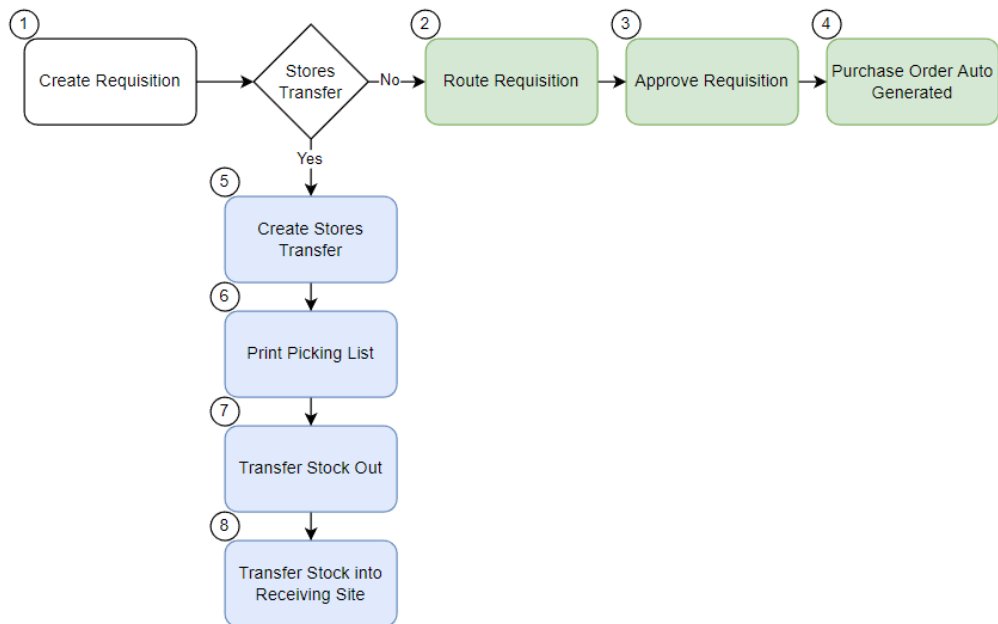 1
Create Requisition
Stores
Transfer
No
2
Route Requisition
3
Approve Requisition
4
Purchase Order Auto
Generated
Yes
5
Create Stores
Transfer
6
Print Picking List
7
Transfer Stock Out
8
Transfer Stock into
Receiving Site